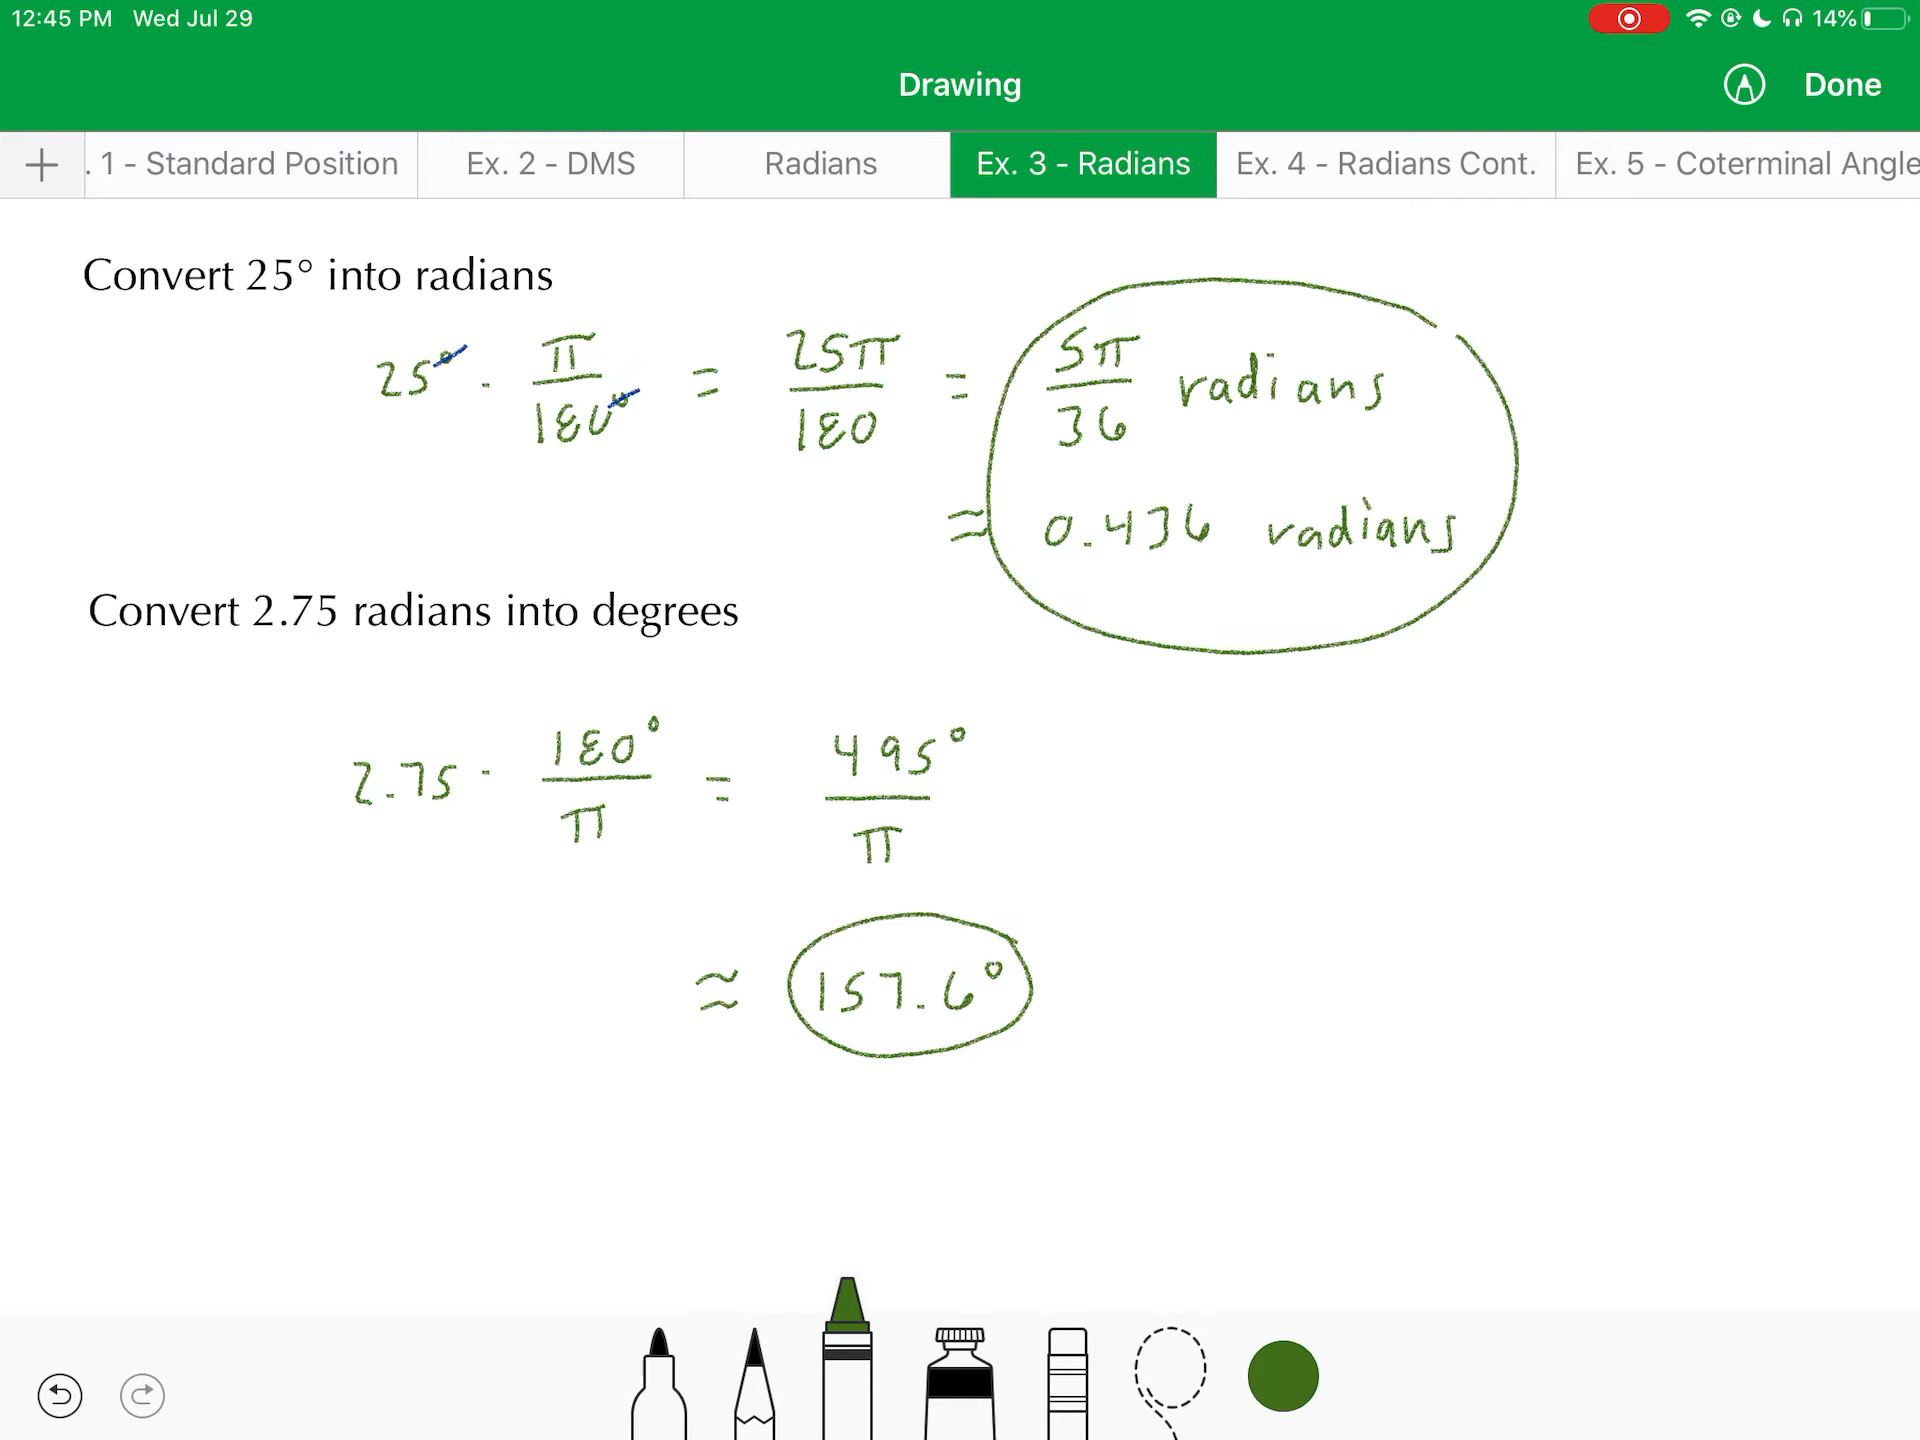 12:45 PM Wed Jul 29 14%
Drawing Done
. 1 - Standard Position Ex. 2 - DMS Radians Ex. 3 - Radians Ex. 4 - Radians Cont. Ex. 5 - Coterminal Angle
Convert 25° into radians
25° · π/180° = 25π/180 = 5π/36 radians
≈ 0.436 radians
Convert 2.75 radians into degrees
2.75 · 180°/π = 495°/π
≈ 157.6°